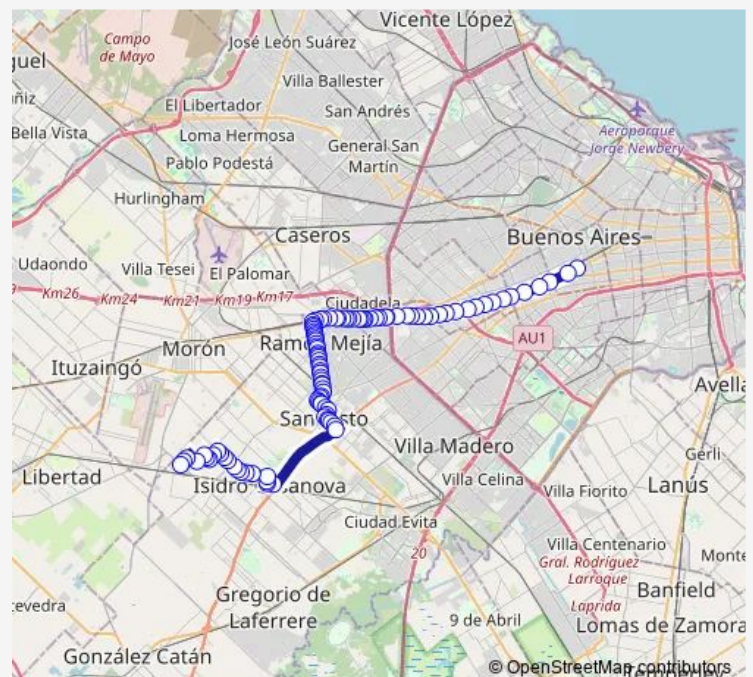 Vicente López
Campo
de Mayo
José León Suárez
Villa Ballester
El Libertador
San Andrés
Bella Vista
Loma Hermosa
Aeroparque
Jorge Newbery
General San
Martín
Pablo Podestá
Hurlingham
Caseros
Buenos Aires
Udaondo
Villa Tesei
El Palomar
Km26
Km24
Km21
Km19
Km17
Ciudadela
AU1
Morón
Mejía
Ituzaingó
Villa Madero
Libertad
Isidro
Villa Celina
Villa Fiorito
Gerli
Lanús
Ciudad Evita
20
Villa Centenario
Gral. Rodríguez
Larroque
Laprida
Banfield
Gregorio de
Laferrere
9 de Abril
Lomas de Zamora
González Catán
© OpenStreetMap contributors